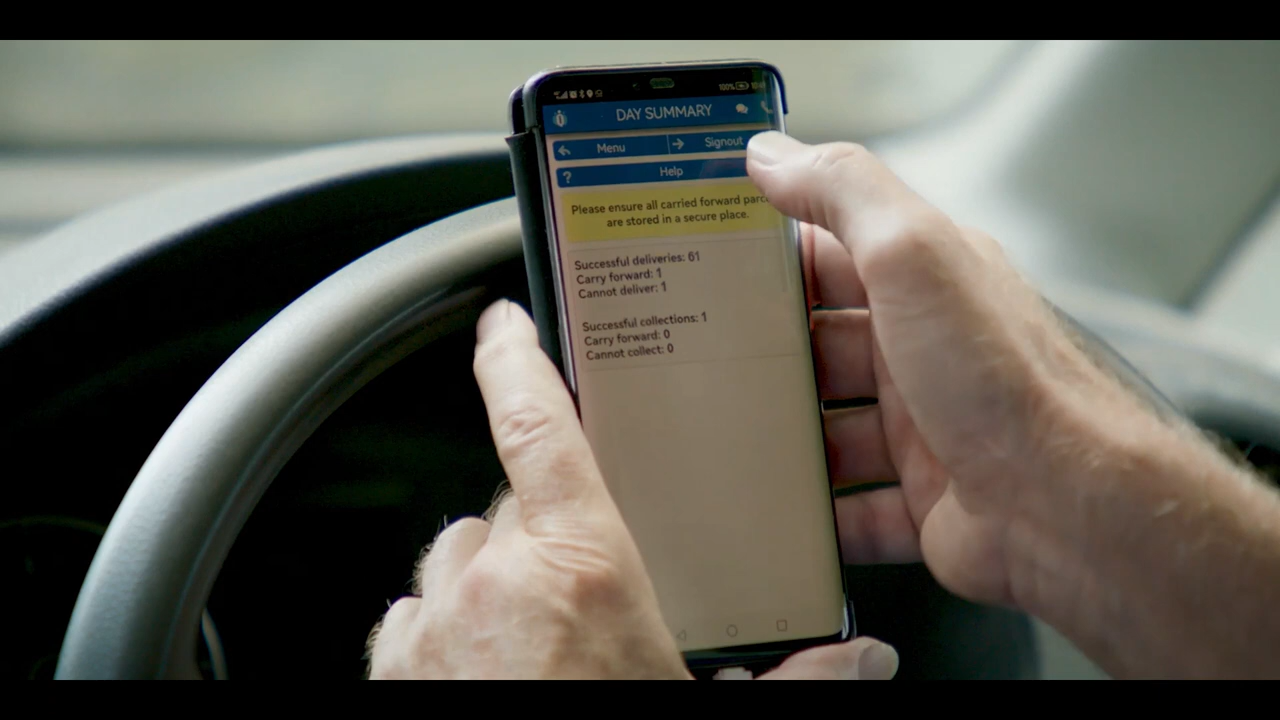 100%
DAY SUMMARY
Menu
Signout
? Help
Please ensure all carried forward parc
are stored in a secure place.
Successful deliveries: 61
Carry forward: 1
Cannot deliver: 1
Successful collections: 1
Carry forward: 0
Cannot collect: 0